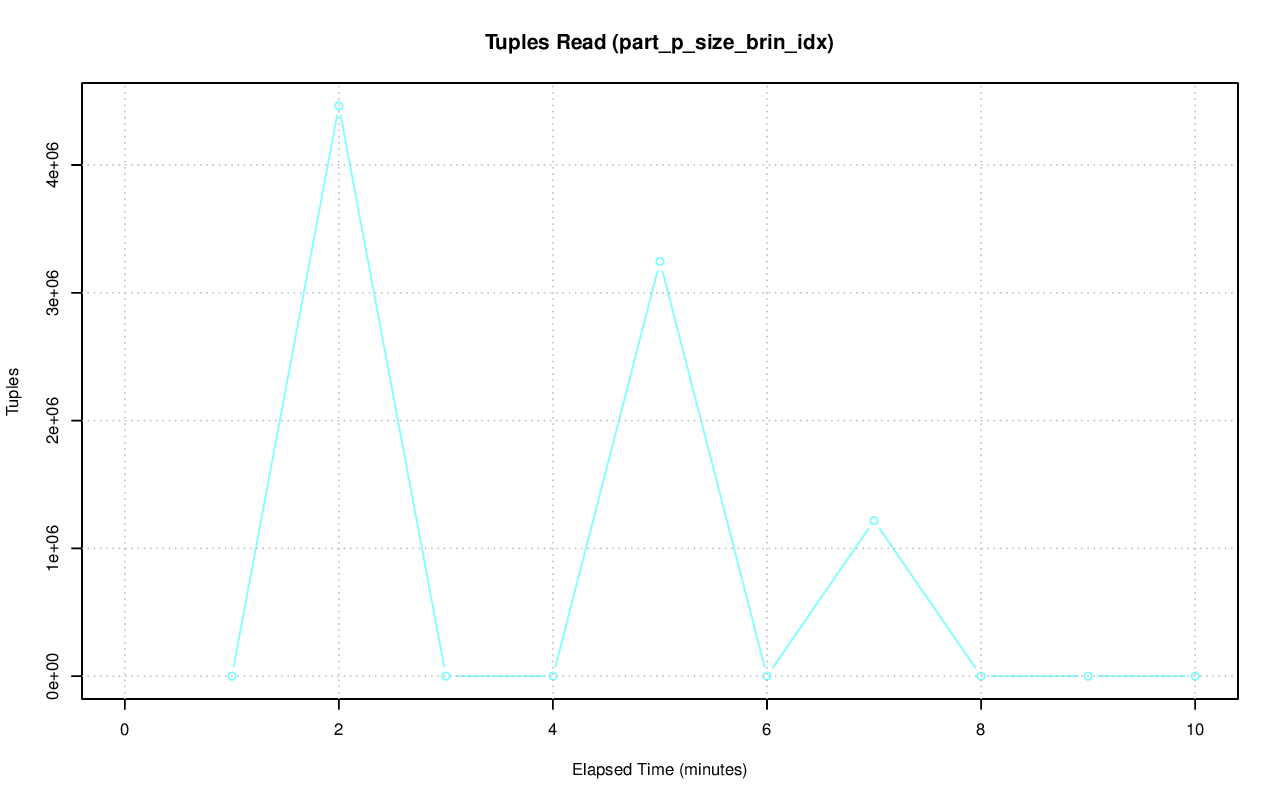 Tuples Read (part_p_size_brin_idx)
Tuples
4e+06
3e+06
2e+06
1e+06
0e+00
0 2 4 6 8 10
Elapsed Time (minutes)